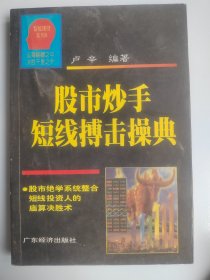 卢辛 编著
股市炒手
短线搏击操典
●股市绝学系统整合
短线投资人的
庙算决胜术
广东经济出版社